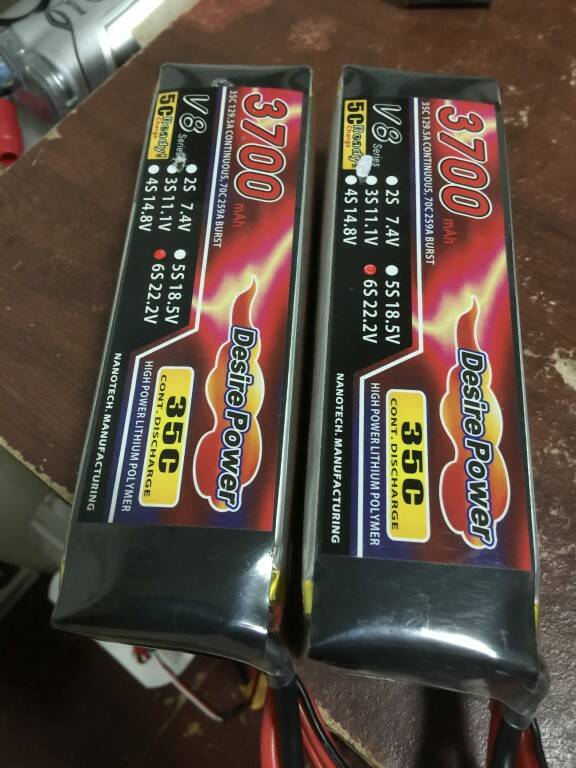 3700 mAh
35C 129.5A CONTINUOUS, 70C 259A BURST
V8 Series
5C Ready!
Charge
2S 7.4V
3S 11.1V
4S 14.8V
5S 18.5V
6S 22.2V
DesirePower
35C
CONT. DISCHARGE
HIGH POWER LITHIUM POLYMER
NANOTECH. MANUFACTURING
3700 mAh
35C 129.5A CONTINUOUS, 70C 259A BURST
V8 Series
5C Ready!
Charge
2S 7.4V
3S 11.1V
4S 14.8V
5S 18.5V
6S 22.2V
DesirePower
35C
CONT. DISCHARGE
HIGH POWER LITHIUM POLYMER
NANOTECH. MANUFACTURING